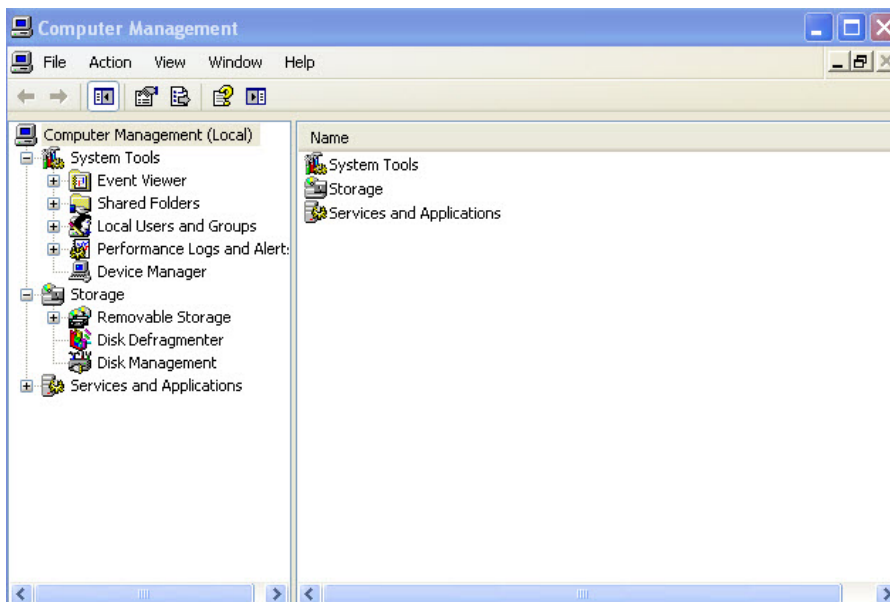 Computer Management
File Action View Window Help
Computer Management (Local)
System Tools
Event Viewer
Shared Folders
Local Users and Groups
Performance Logs and Alert
Device Manager
Storage
Removable Storage
Disk Defragmenter
Disk Management
Services and Applications
Name
System Tools
Storage
Services and Applications